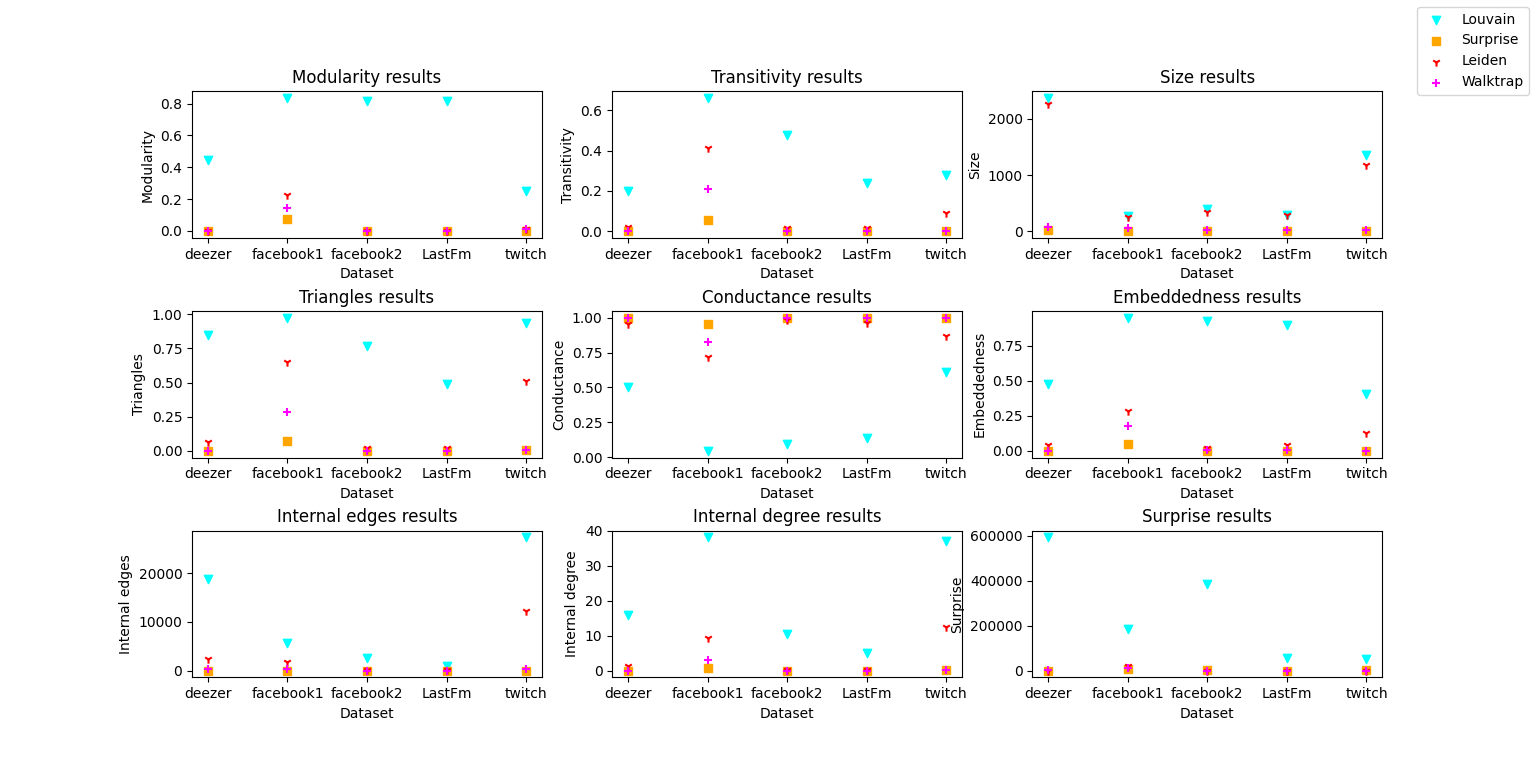 Louvain
Surprise
Leiden
Walktrap
Modularity results
Modularity
0.8
0.6
0.4
0.2
0.0
deezer facebook1 facebook2 LastFm twitch
Dataset
Transitivity results
Transitivity
0.6
0.4
0.2
0.0
deezer facebook1 facebook2 LastFm twitch
Dataset
Size results
Size
2000
1000
0
deezer facebook1 facebook2 LastFm twitch
Dataset
Triangles results
Triangles
1.00
0.75
0.50
0.25
0.00
deezer facebook1 facebook2 LastFm twitch
Dataset
Conductance results
Conductance
1.00
0.75
0.50
0.25
0.00
deezer facebook1 facebook2 LastFm twitch
Dataset
Embeddedness results
Embeddedness
0.75
0.50
0.25
0.00
deezer facebook1 facebook2 LastFm twitch
Dataset
Internal edges results
Internal edges
20000
10000
0
deezer facebook1 facebook2 LastFm twitch
Dataset
Internal degree results
Internal degree
40
30
20
10
0
deezer facebook1 facebook2 LastFm twitch
Dataset
Surprise results
Surprise
600000
400000
200000
0
deezer facebook1 facebook2 LastFm twitch
Dataset